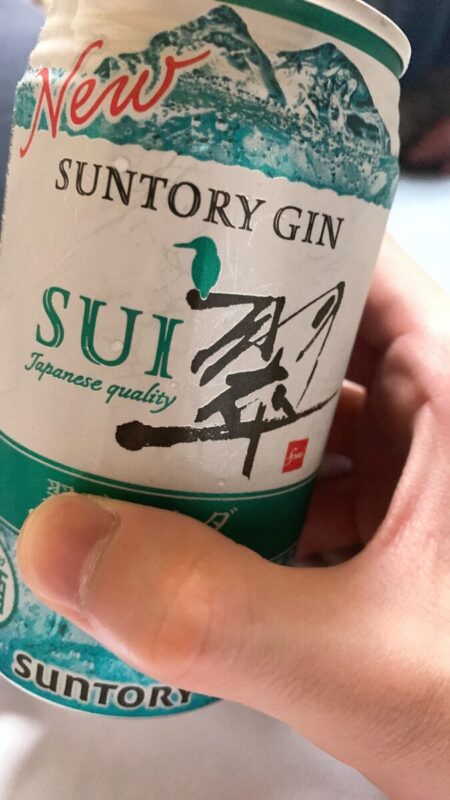 New
SUNTORY GIN
SUI
翠
Japanese quality
SUNTORY